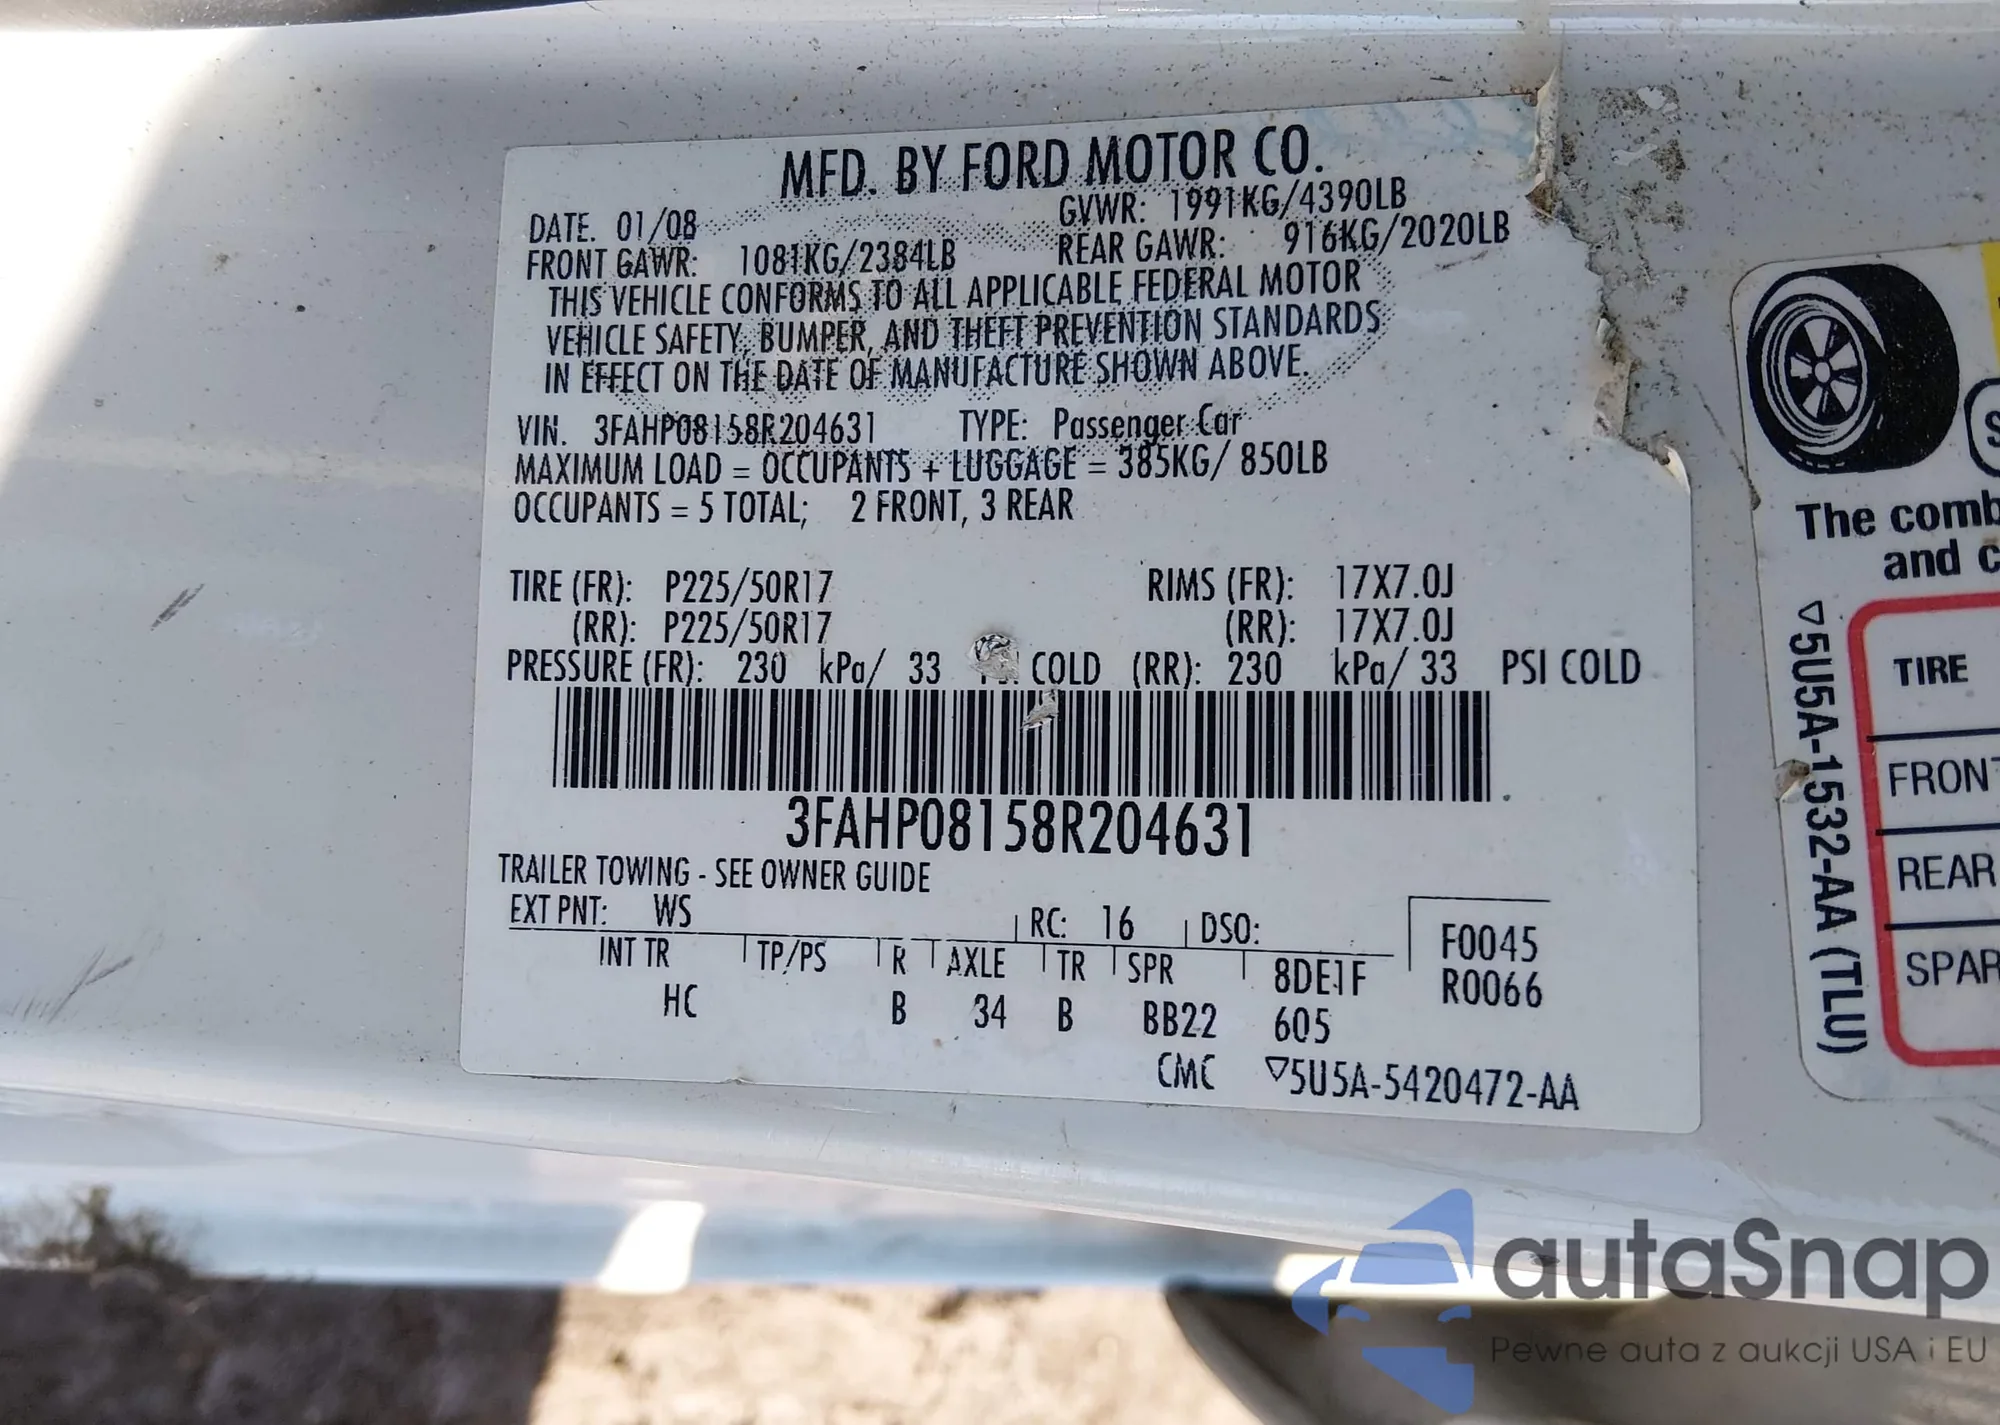 MFD. BY FORD MOTOR CO.
DATE. 01/08 GVWR: 1991KG/4390LB
FRONT GAWR: 1081KG/2384LB REAR GAWR: 916KG/2020LB
THIS VEHICLE CONFORMS TO ALL APPLICABLE FEDERAL MOTOR
VEHICLE SAFETY, BUMPER, AND THEFT PREVENTION STANDARDS
IN EFFECT ON THE DATE OF MANUFACTURE SHOWN ABOVE.
VIN. 3FAHP08158R204631 TYPE: Passenger Car
MAXIMUM LOAD = OCCUPANTS + LUGGAGE = 385KG/ 850LB
OCCUPANTS = 5 TOTAL; 2 FRONT, 3 REAR
TIRE (FR): P225/50R17 RIMS (FR): 17X7.0J
(RR): P225/50R17 (RR): 17X7.0J
PRESSURE (FR): 230 kPa/ 33 COLD (RR): 230 kPa/ 33 PSI COLD
3FAHP08158R204631
TRAILER TOWING - SEE OWNER GUIDE
EXT PNT: WS RC: 16 DSO: F0045
INT TR TP/PS R AXLE TR SPR 8DE1F R0066
HC B 34 B BB22 605
CMC ▽5U5A-5420472-AA
The comb
and c
▽5U5A-1532-AA (TLU)
TIRE
FRONT
REAR
SPAR
autaSnap
Pewne auta z aukcji USA i EU